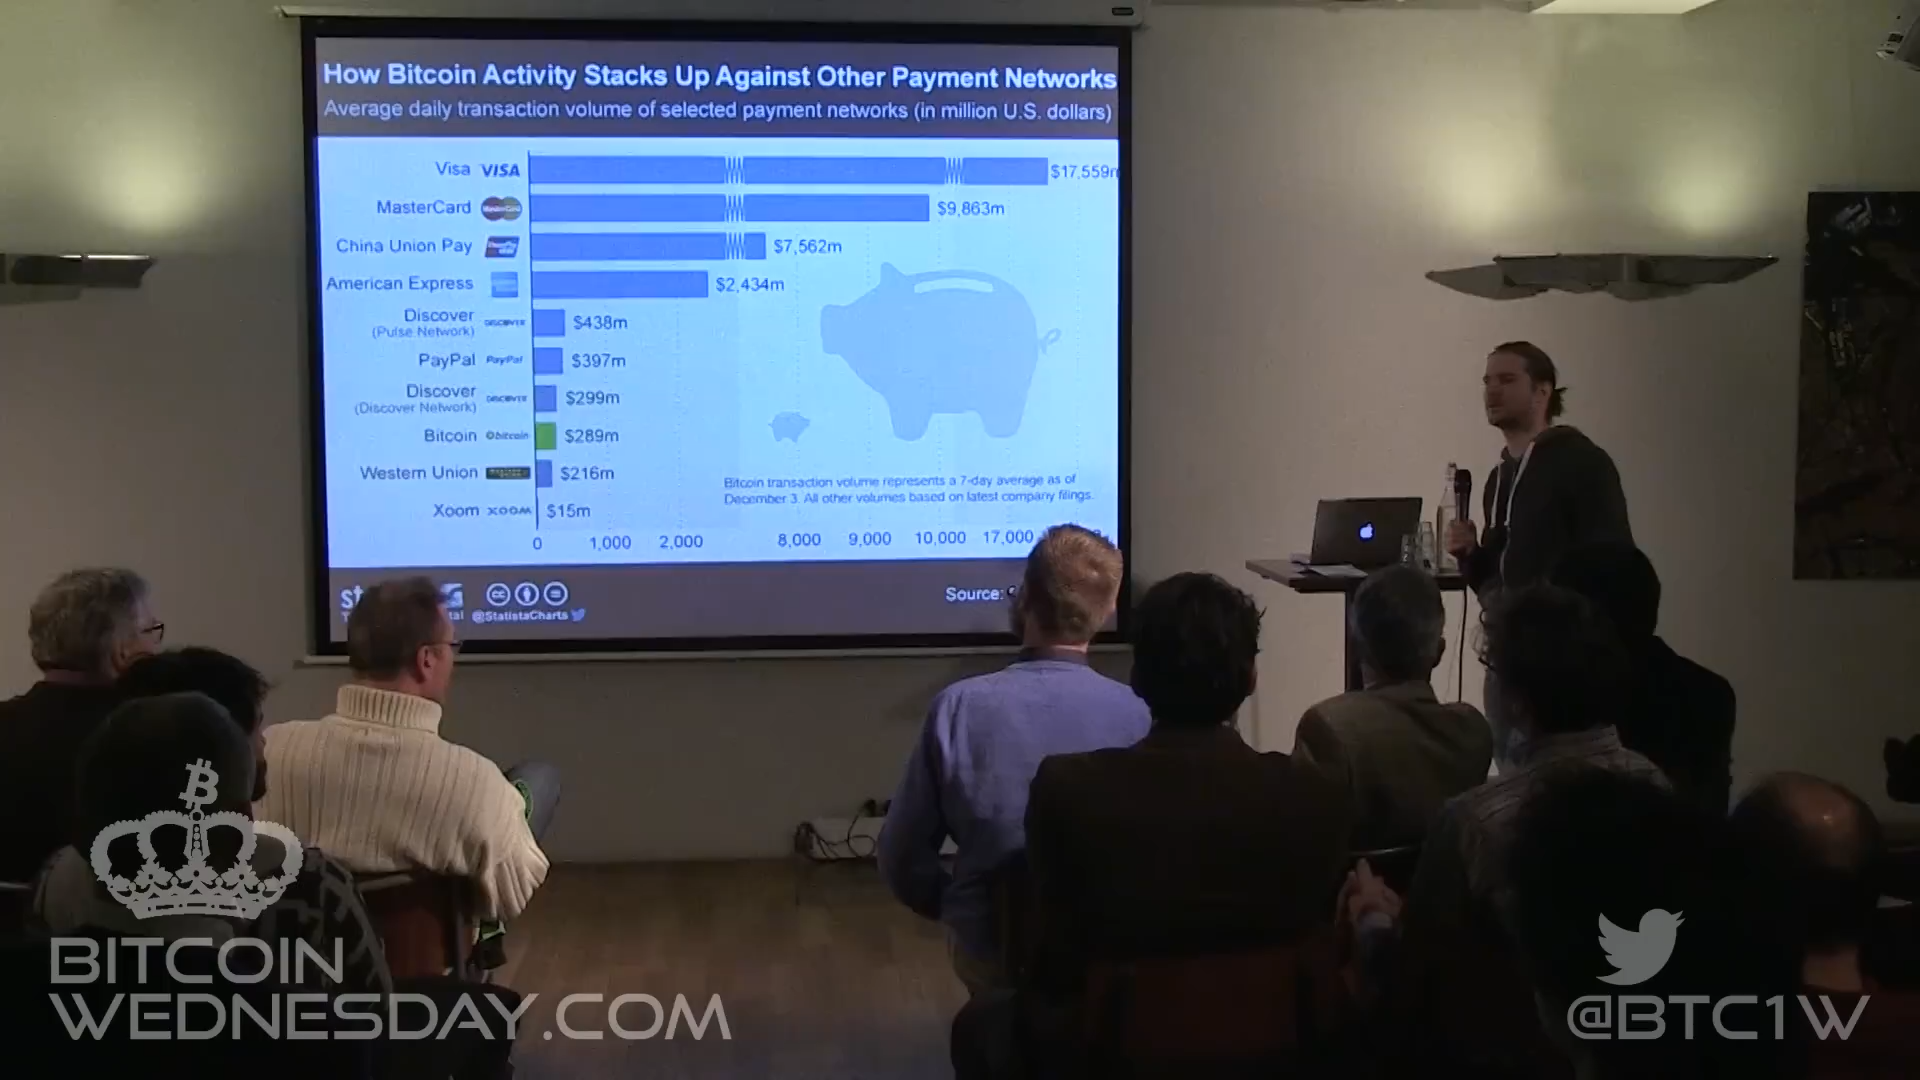 How Bitcoin Activity Stacks Up Against Other Payment Networks
Average daily transaction volume of selected payment networks (in million U.S. dollars)
Visa VISA $17,559m
MasterCard MasterCard $9,863m
China Union Pay $7,562m
American Express $2,434m
Discover DISCOVER $438m
(Pulse Network)
PayPal PayPal $397m
Discover DISCOVER $299m
(Discover Network)
Bitcoin bitcoin $289m
Western Union $216m
Xoom XOOM $15m
Bitcoin transaction volume represents a 7-day average as of
December 3. All other volumes based on latest company filings.
0 1,000 2,000 8,000 9,000 10,000 17,000
@StatistaCharts
Source:
BITCOIN
WEDNESDAY.COM
@BTC1W